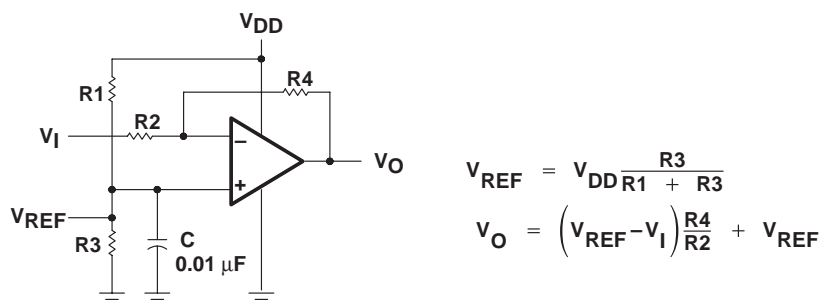 VDD
R4
R1
VI
R2
−
VO
+
VREF
R3
C
0.01 μF
VREF = VDD R3 / R1 + R3
VO = (VREF − VI) R4 / R2 + VREF